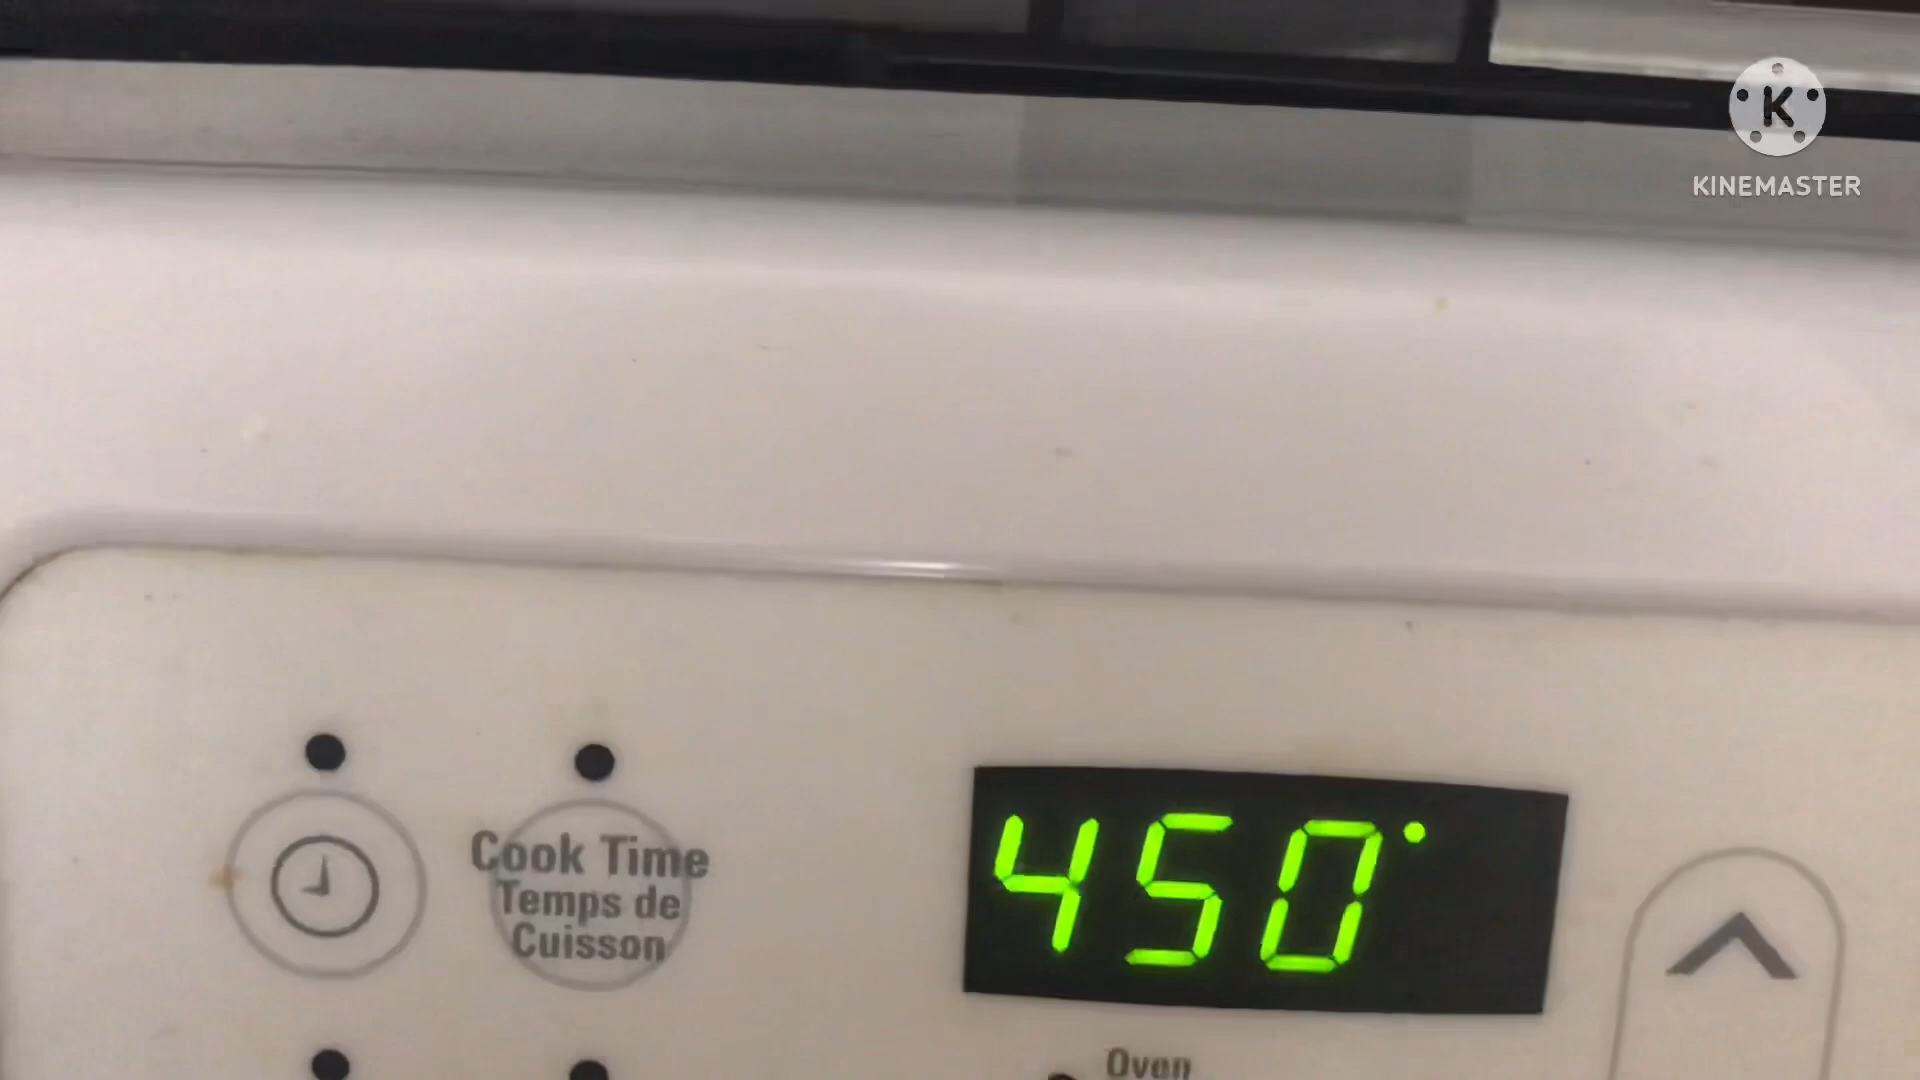 K
KINEMASTER
Cook Time
Temps de
Cuisson
450°
Oven